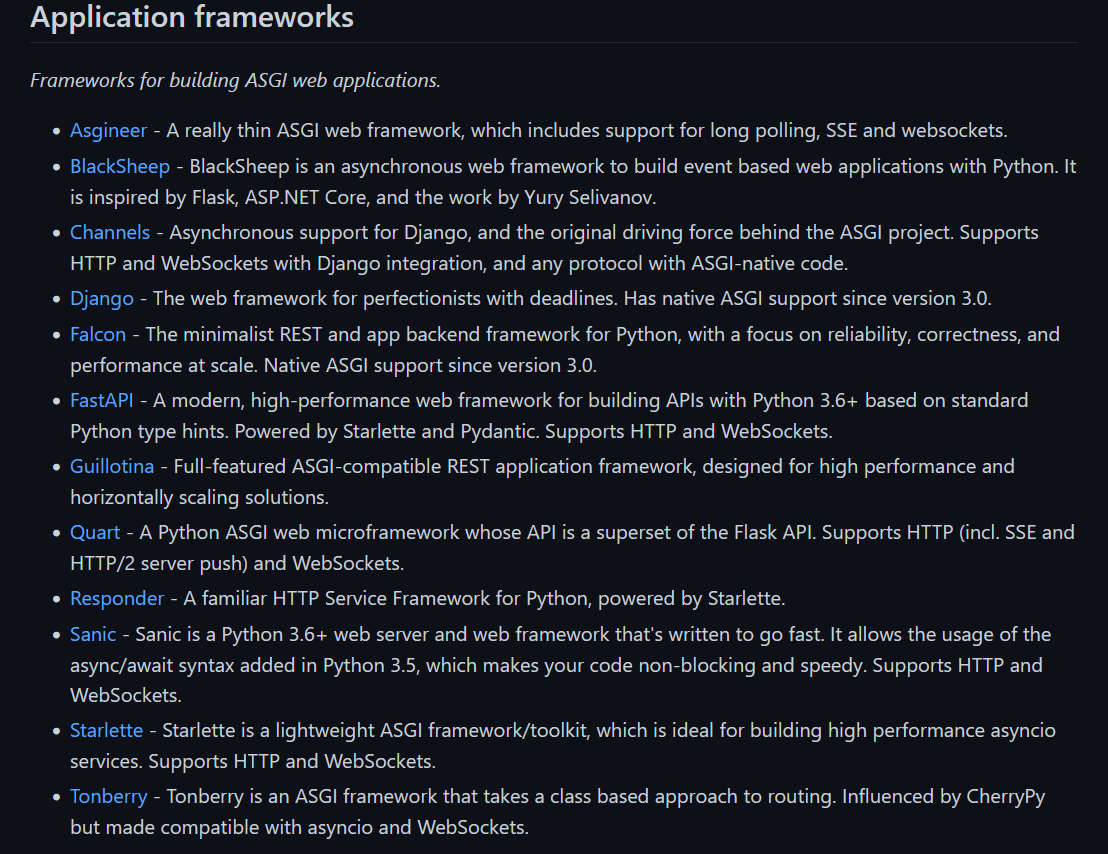 Application frameworks
Frameworks for building ASGI web applications.
• Asgineer - A really thin ASGI web framework, which includes support for long polling, SSE and websockets.
• BlackSheep - BlackSheep is an asynchronous web framework to build event based web applications with Python. It
is inspired by Flask, ASP.NET Core, and the work by Yury Selivanov.
• Channels - Asynchronous support for Django, and the original driving force behind the ASGI project. Supports
HTTP and WebSockets with Django integration, and any protocol with ASGI-native code.
• Django - The web framework for perfectionists with deadlines. Has native ASGI support since version 3.0.
• Falcon - The minimalist REST and app backend framework for Python, with a focus on reliability, correctness, and
performance at scale. Native ASGI support since version 3.0.
• FastAPI - A modern, high-performance web framework for building APIs with Python 3.6+ based on standard
Python type hints. Powered by Starlette and Pydantic. Supports HTTP and WebSockets.
• Guillotina - Full-featured ASGI-compatible REST application framework, designed for high performance and
horizontally scaling solutions.
• Quart - A Python ASGI web microframework whose API is a superset of the Flask API. Supports HTTP (incl. SSE and
HTTP/2 server push) and WebSockets.
• Responder - A familiar HTTP Service Framework for Python, powered by Starlette.
• Sanic - Sanic is a Python 3.6+ web server and web framework that's written to go fast. It allows the usage of the
async/await syntax added in Python 3.5, which makes your code non-blocking and speedy. Supports HTTP and
WebSockets.
• Starlette - Starlette is a lightweight ASGI framework/toolkit, which is ideal for building high performance asyncio
services. Supports HTTP and WebSockets.
• Tonberry - Tonberry is an ASGI framework that takes a class based approach to routing. Influenced by CherryPy
but made compatible with asyncio and WebSockets.